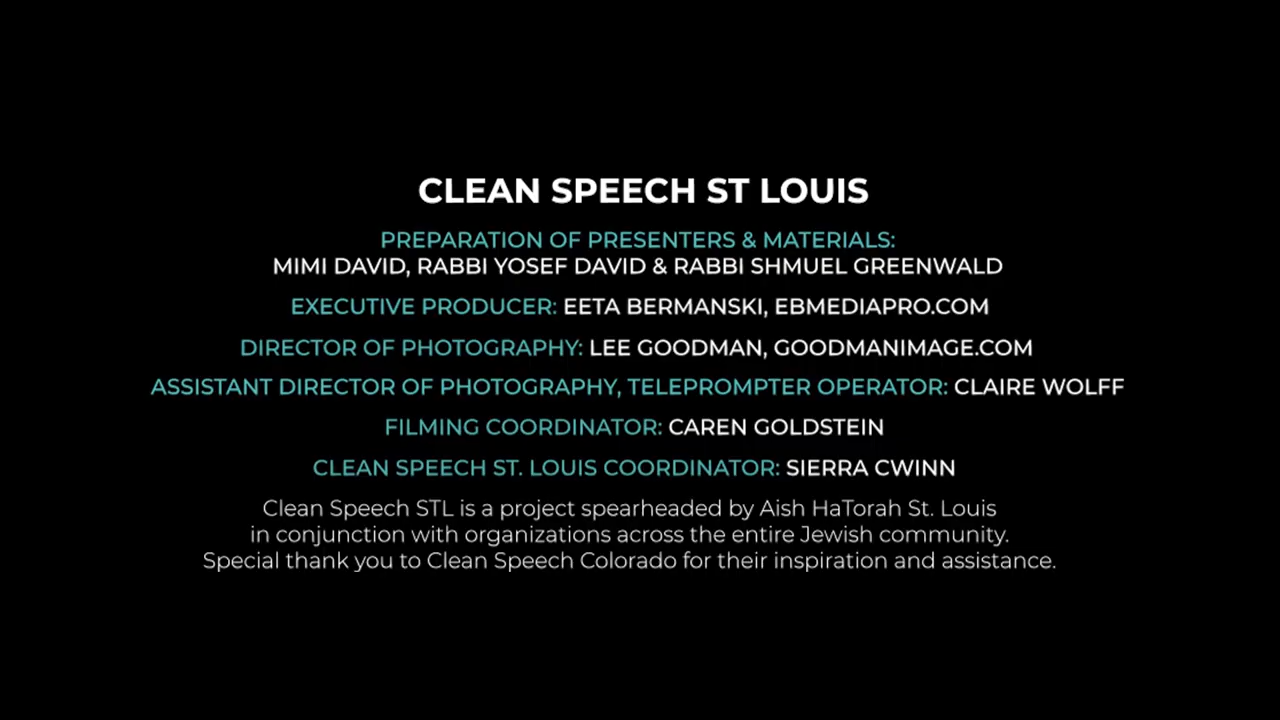 CLEAN SPEECH ST LOUIS
PREPARATION OF PRESENTERS & MATERIALS:
MIMI DAVID, RABBI YOSEF DAVID & RABBI SHMUEL GREENWALD
EXECUTIVE PRODUCER: EETA BERMANSKI, EBMEDIAPRO.COM
DIRECTOR OF PHOTOGRAPHY: LEE GOODMAN, GOODMANIMAGE.COM
ASSISTANT DIRECTOR OF PHOTOGRAPHY, TELEPROMPTER OPERATOR: CLAIRE WOLFF
FILMING COORDINATOR: CAREN GOLDSTEIN
CLEAN SPEECH ST. LOUIS COORDINATOR: SIERRA CWINN
Clean Speech STL is a project spearheaded by Aish HaTorah St. Louis
in conjunction with organizations across the entire Jewish community.
Special thank you to Clean Speech Colorado for their inspiration and assistance.